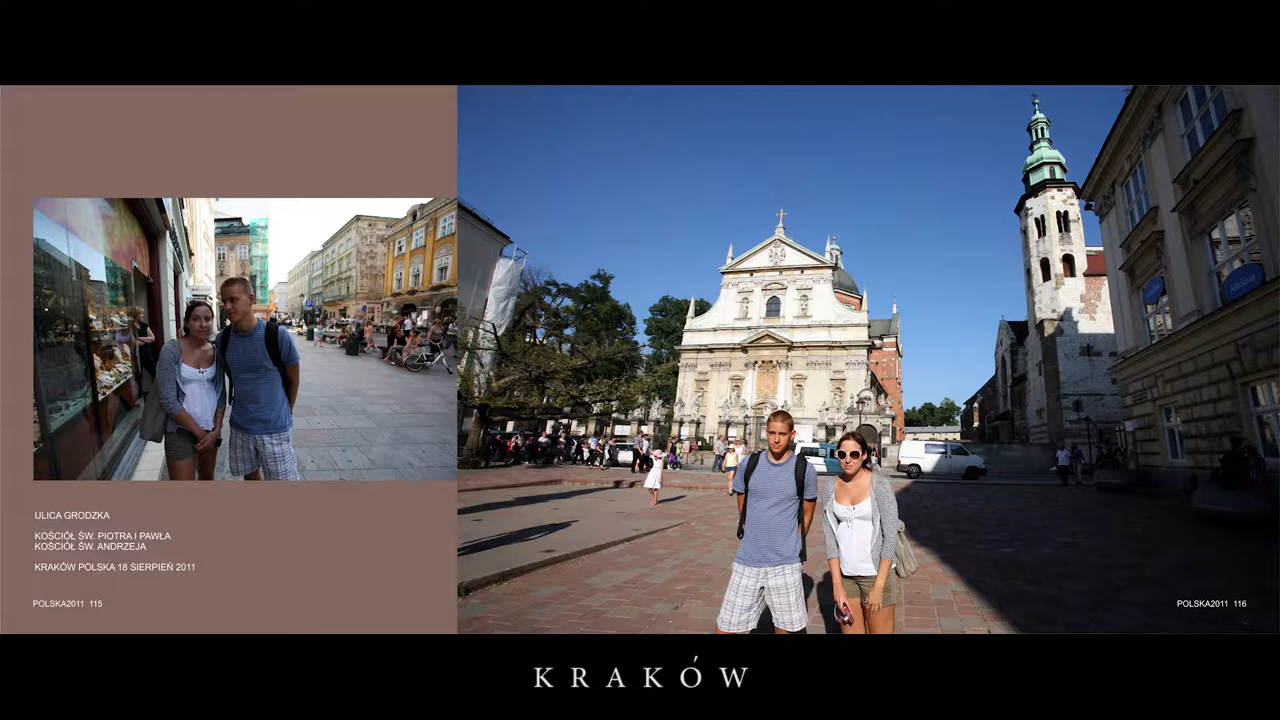 ULICA GRODZKA
KOŚCIÓŁ ŚW. PIOTRA I PAWŁA
KOŚCIÓŁ ŚW. ANDRZEJA
KRAKÓW POLSKA 18 SIERPIEŃ 2011
POLSKA2011 115
POLSKA2011 116
KRAKÓW